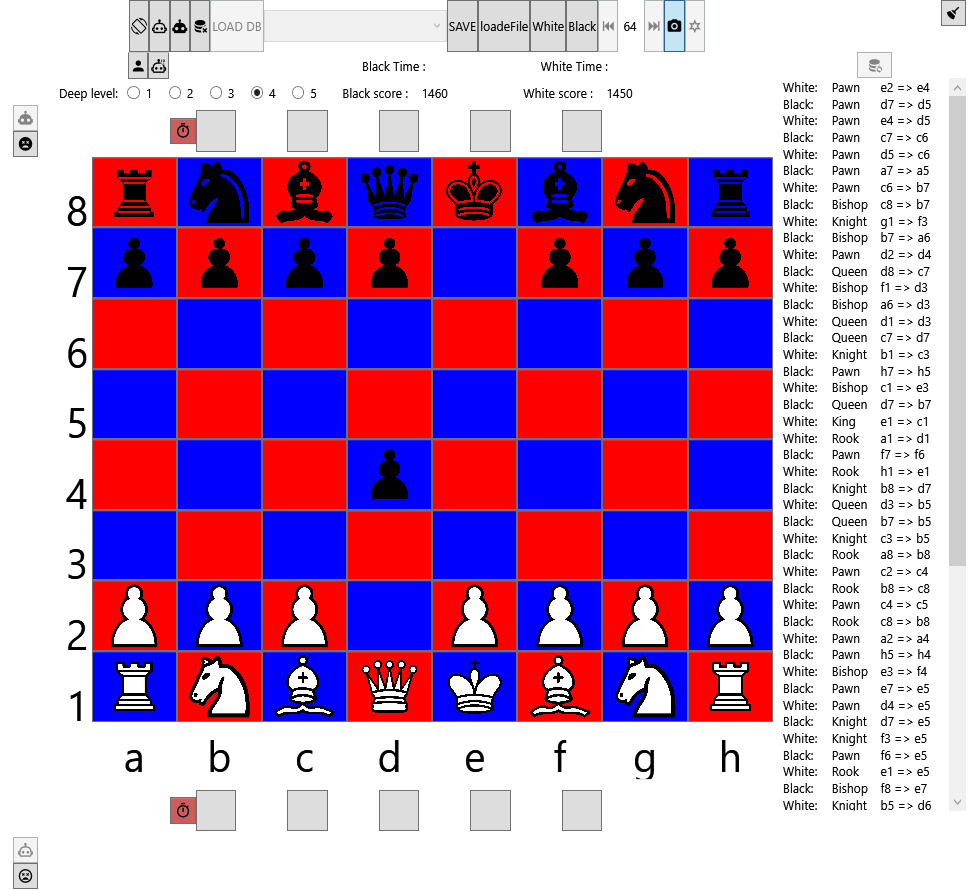 LOAD DB SAVE loadeFile White Black 64
Black Time : White Time :
Deep level: 1 2 3 4 5 Black score : 1460 White score : 1450
8
7
6
5
4
3
2
1
a b c d e f g h
White: Pawn e2 => e4
Black: Pawn d7 => d5
White: Pawn e4 => d5
Black: Pawn c7 => c6
White: Pawn d5 => c6
Black: Pawn a7 => a5
White: Pawn c6 => b7
Black: Bishop c8 => b7
White: Knight g1 => f3
Black: Bishop b7 => a6
White: Pawn d2 => d4
Black: Queen d8 => c7
White: Bishop f1 => d3
Black: Bishop a6 => d3
White: Queen d1 => d3
Black: Queen c7 => d7
White: Knight b1 => c3
Black: Pawn h7 => h5
White: Bishop c1 => e3
Black: Queen d7 => b7
White: King e1 => c1
White: Rook a1 => d1
Black: Pawn f7 => f6
White: Rook h1 => e1
Black: Knight b8 => d7
White: Queen d3 => b5
Black: Queen b7 => b5
White: Knight c3 => b5
Black: Rook a8 => b8
White: Pawn c2 => c4
Black: Rook b8 => c8
White: Pawn c4 => c5
Black: Rook c8 => b8
White: Pawn a2 => a4
Black: Pawn h5 => h4
White: Bishop e3 => f4
Black: Pawn e7 => e5
White: Pawn d4 => e5
Black: Knight d7 => e5
White: Knight f3 => e5
Black: Pawn f6 => e5
White: Rook e1 => e5
Black: Bishop f8 => e7
White: Knight b5 => d6